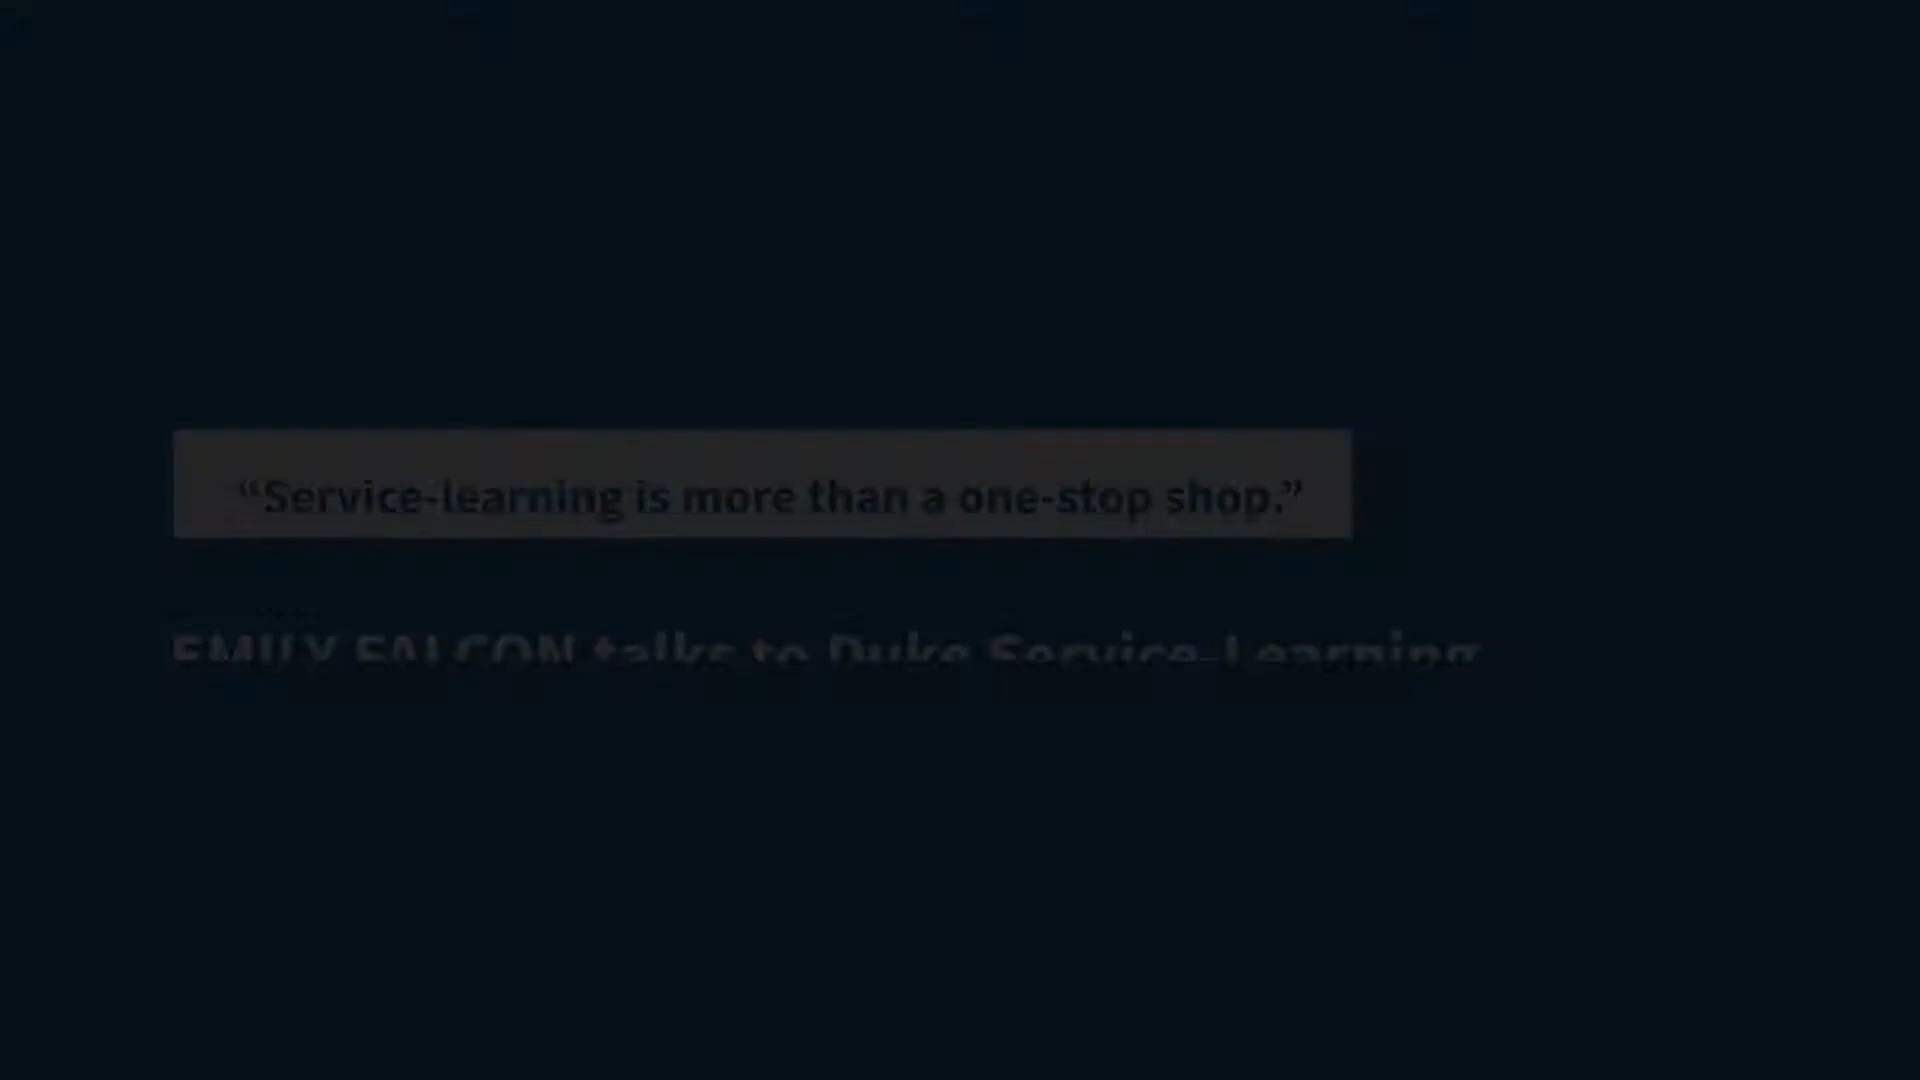 “Service-learning is more than a one-stop shop.”
EMILY FALCON talks to Duke Service-Learning